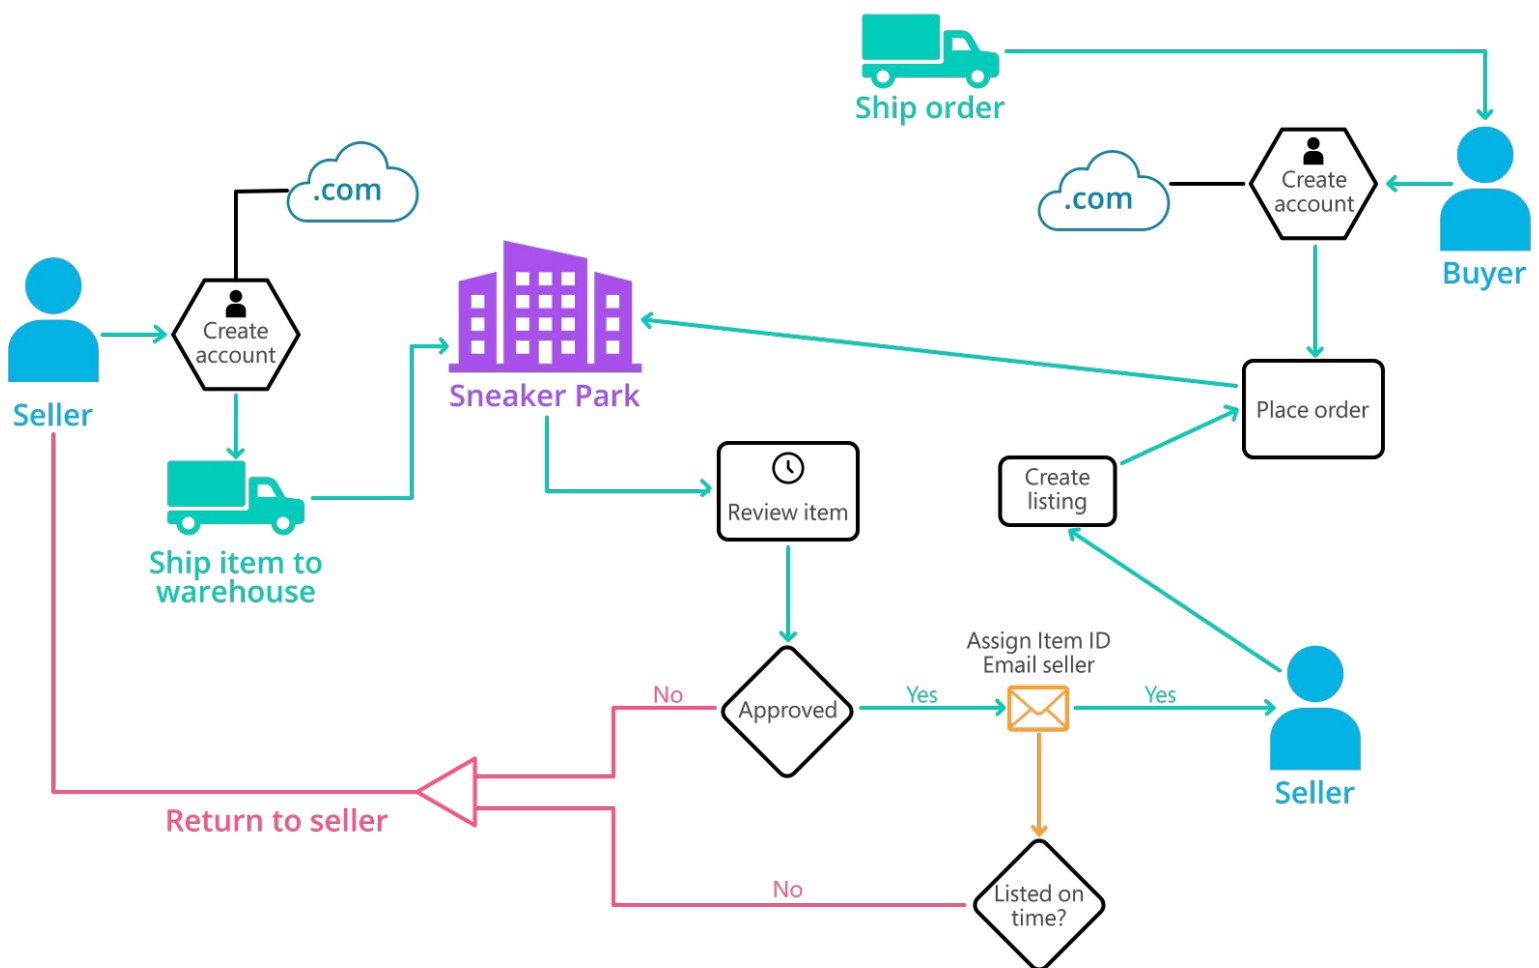 Ship order
.com
Create
account
Buyer
.com
Create
account
Seller
Sneaker Park
Place order
Create
listing
Review item
Ship item to
warehouse
Assign Item ID
Email seller
No
Approved
Yes
Yes
Seller
Return to seller
No
Listed on
time?